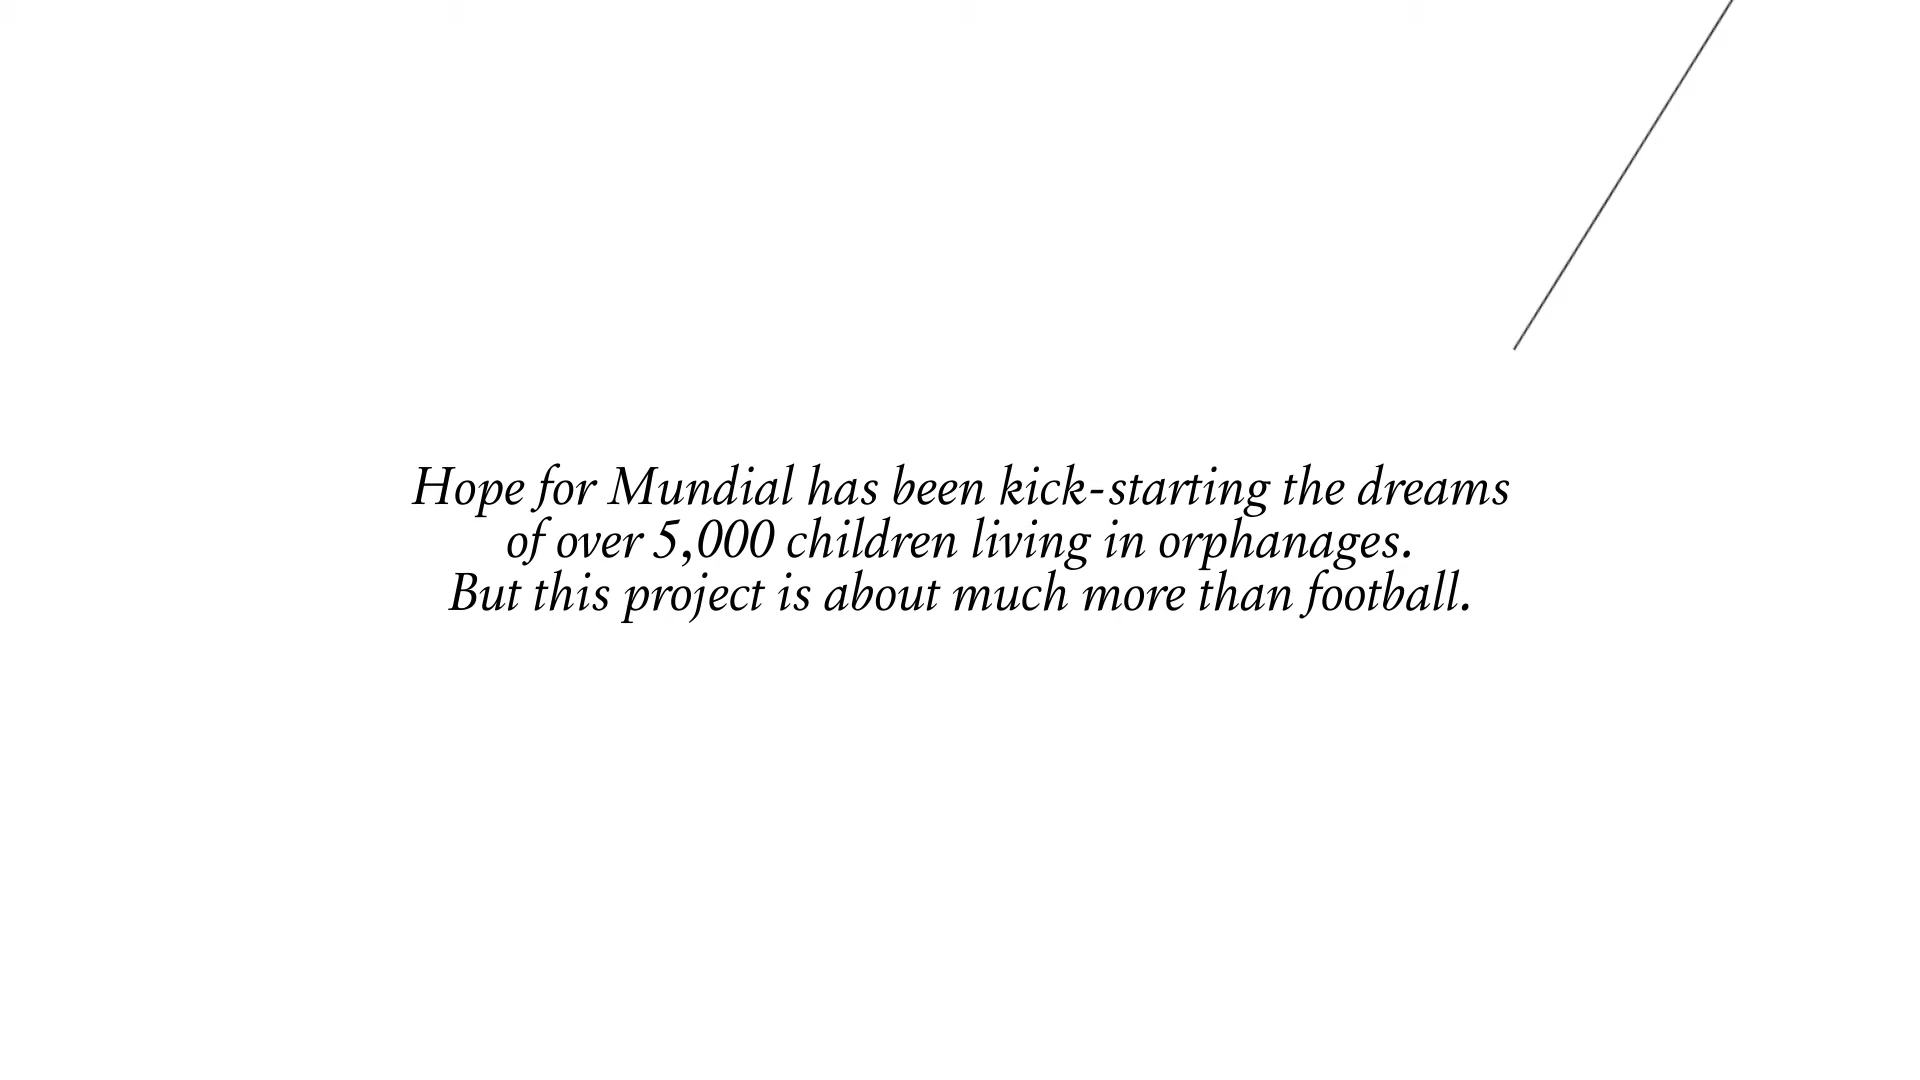 Hope for Mundial has been kick-starting the dreams
of over 5,000 children living in orphanages.
But this project is about much more than football.